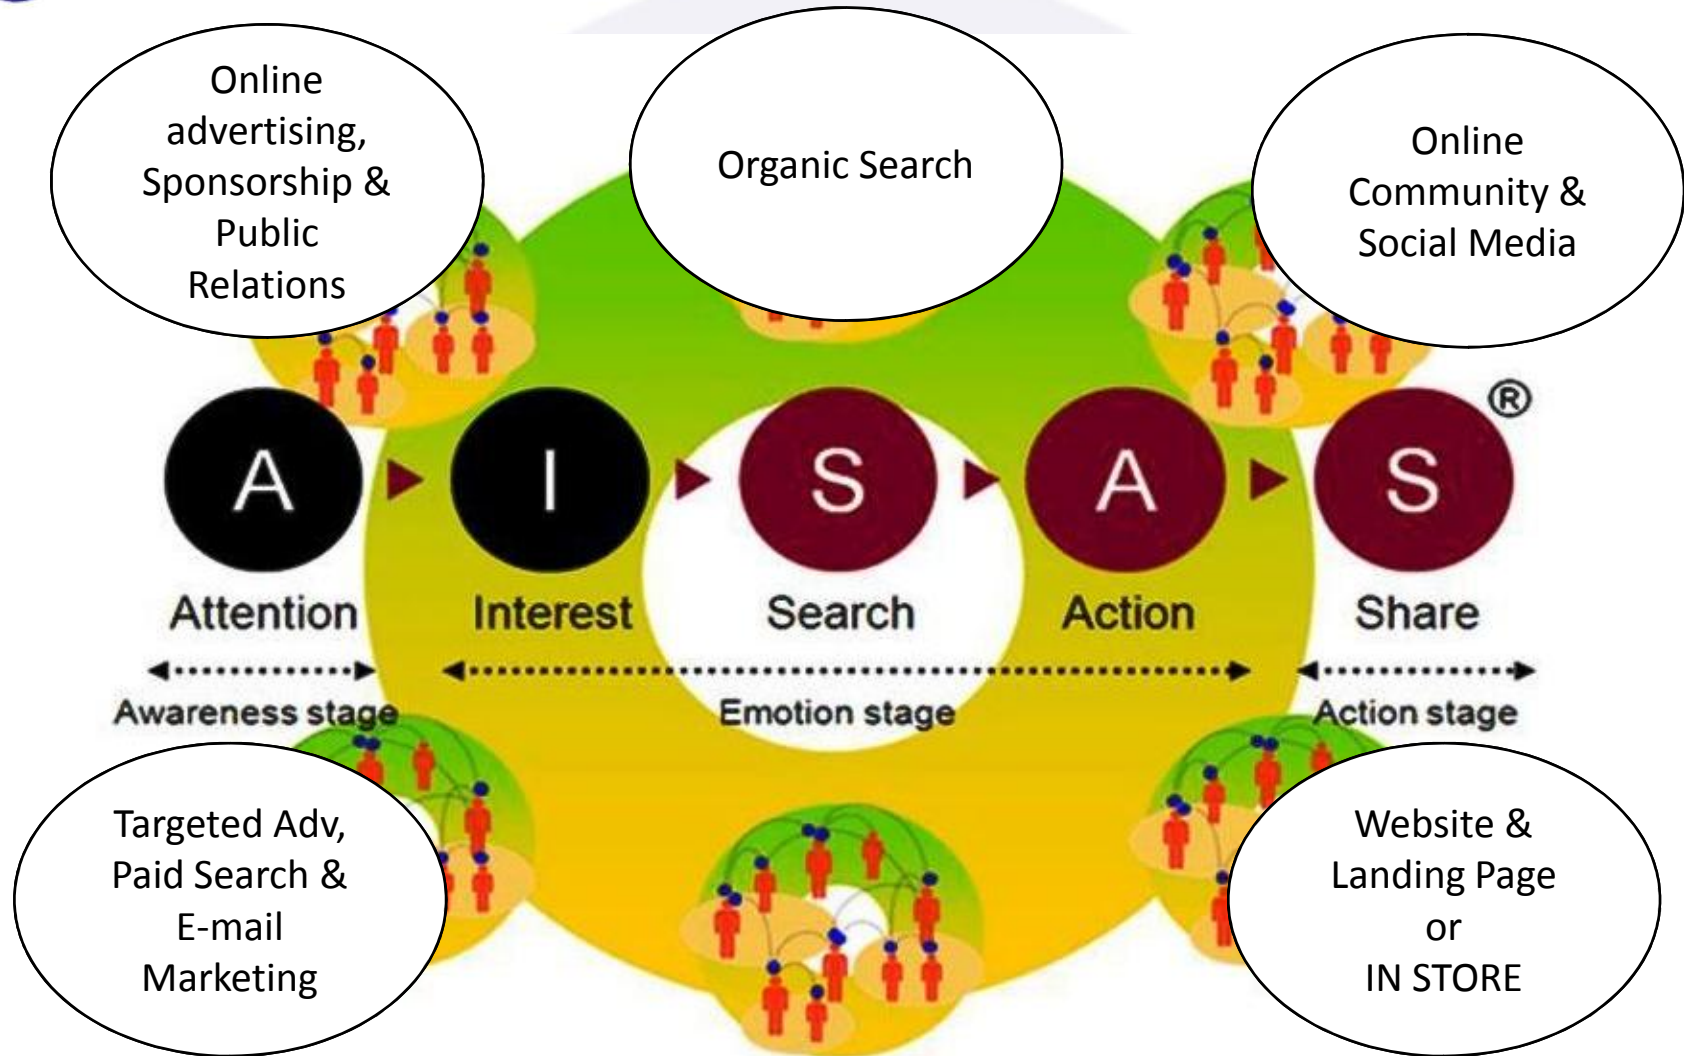 Online
advertising,
Sponsorship &
Public
Relations
Organic Search
Online
Community &
Social Media
®
A
I
S
A
S
Attention
Interest
Search
Action
Share
Awareness stage
Emotion stage
Action stage
Targeted Adv,
Paid Search &
E-mail
Marketing
Website &
Landing Page
or
IN STORE